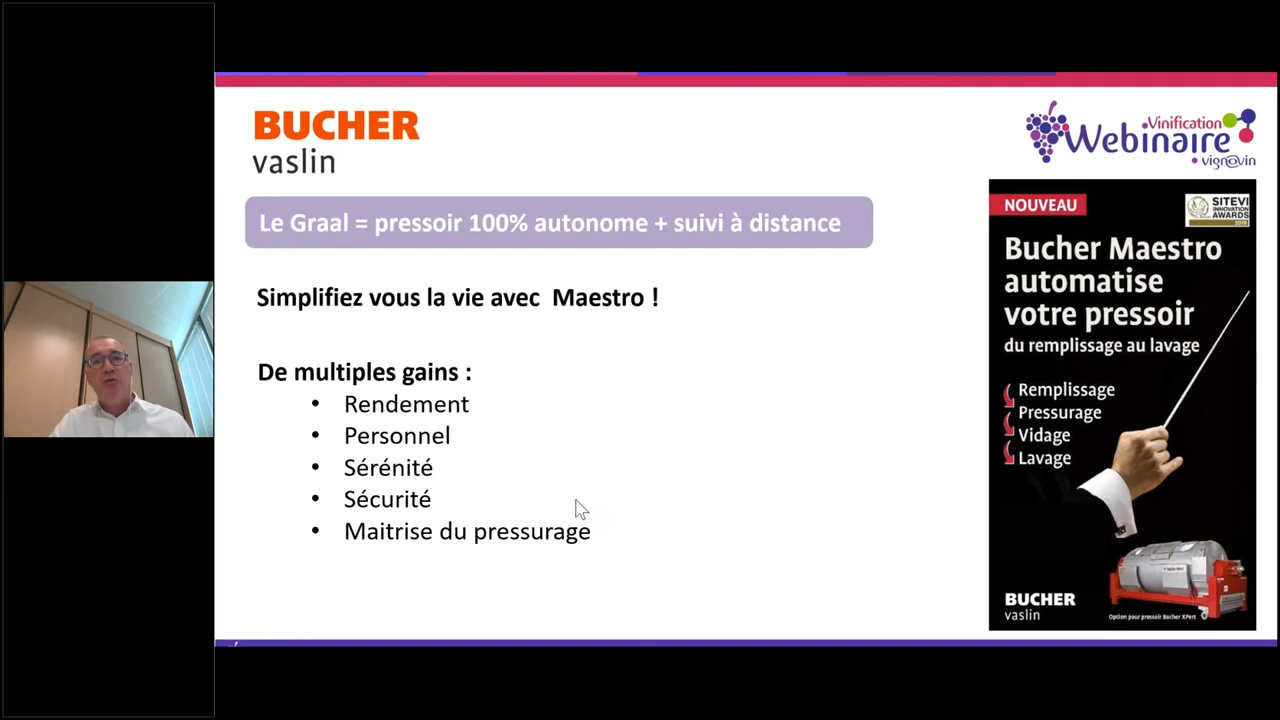 BUCHER
vaslin
Vinification
Webinaire
vign@vin
Le Graal = pressoir 100% autonome + suivi à distance
Simplifiez vous la vie avec Maestro !
De multiples gains :
• Rendement
• Personnel
• Sérénité
• Sécurité
• Maitrise du pressurage
NOUVEAU
SITEVI
INNOVATION
AWARDS
Bucher Maestro
automatise
votre pressoir
du remplissage au lavage
Remplissage
Pressurage
Vidage
Lavage
BUCHER
vaslin
Option pour pressoir Bucher XPert